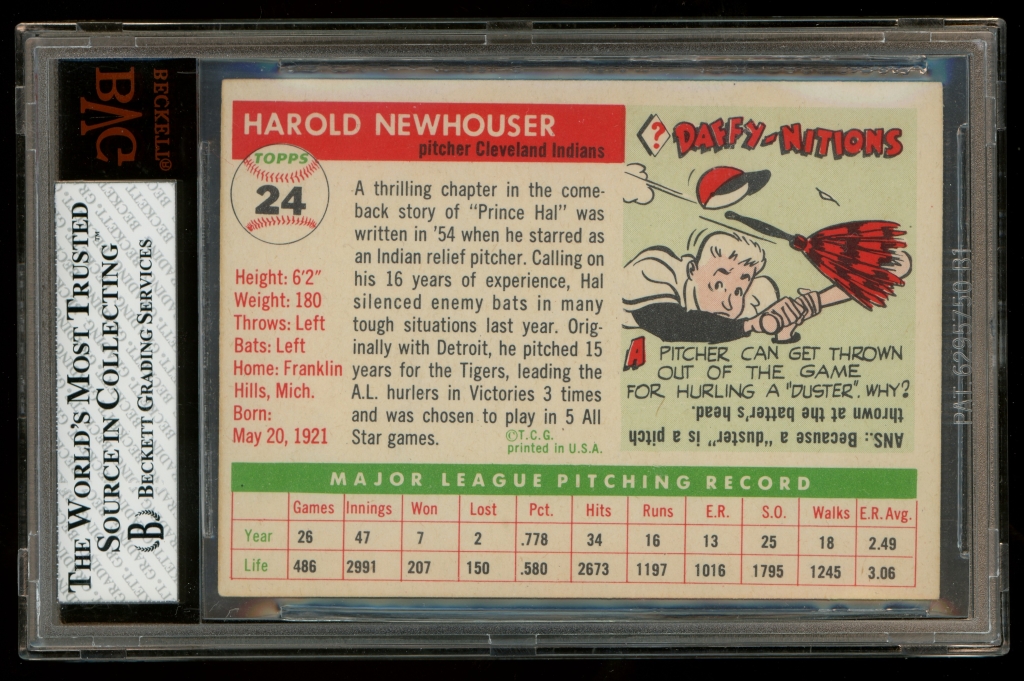 BECKETT®
BVG
THE WORLD'S MOST TRUSTED
SOURCE IN COLLECTING™
B BECKETT GRADING SERVICES
HAROLD NEWHOUSER
pitcher Cleveland Indians
TOPPS
24
Height: 6'2"
Weight: 180
Throws: Left
Bats: Left
Home: Franklin
Hills, Mich.
Born:
May 20, 1921
A thrilling chapter in the come-
back story of "Prince Hal" was
written in '54 when he starred as
an Indian relief pitcher. Calling on
his 16 years of experience, Hal
silenced enemy bats in many
tough situations last year. Orig-
inally with Detroit, he pitched 15
years for the Tigers, leading the
A.L. hurlers in Victories 3 times
and was chosen to play in 5 All
Star games.
©T.C.G.
printed in U.S.A.
? DAFFY-NITIONS
A PITCHER CAN GET THROWN
OUT OF THE GAME
FOR HURLING A "DUSTER". WHY?
ANS.: Because a "duster" is a pitch
thrown at the batter's head.
MAJOR LEAGUE PITCHING RECORD
Games Innings Won Lost Pct. Hits Runs E.R. S.O. Walks E.R. Avg.
Year 26 47 7 2 .778 34 16 13 25 18 2.49
Life 486 2991 207 150 .580 2673 1197 1016 1795 1245 3.06
PAT 6295750 B1